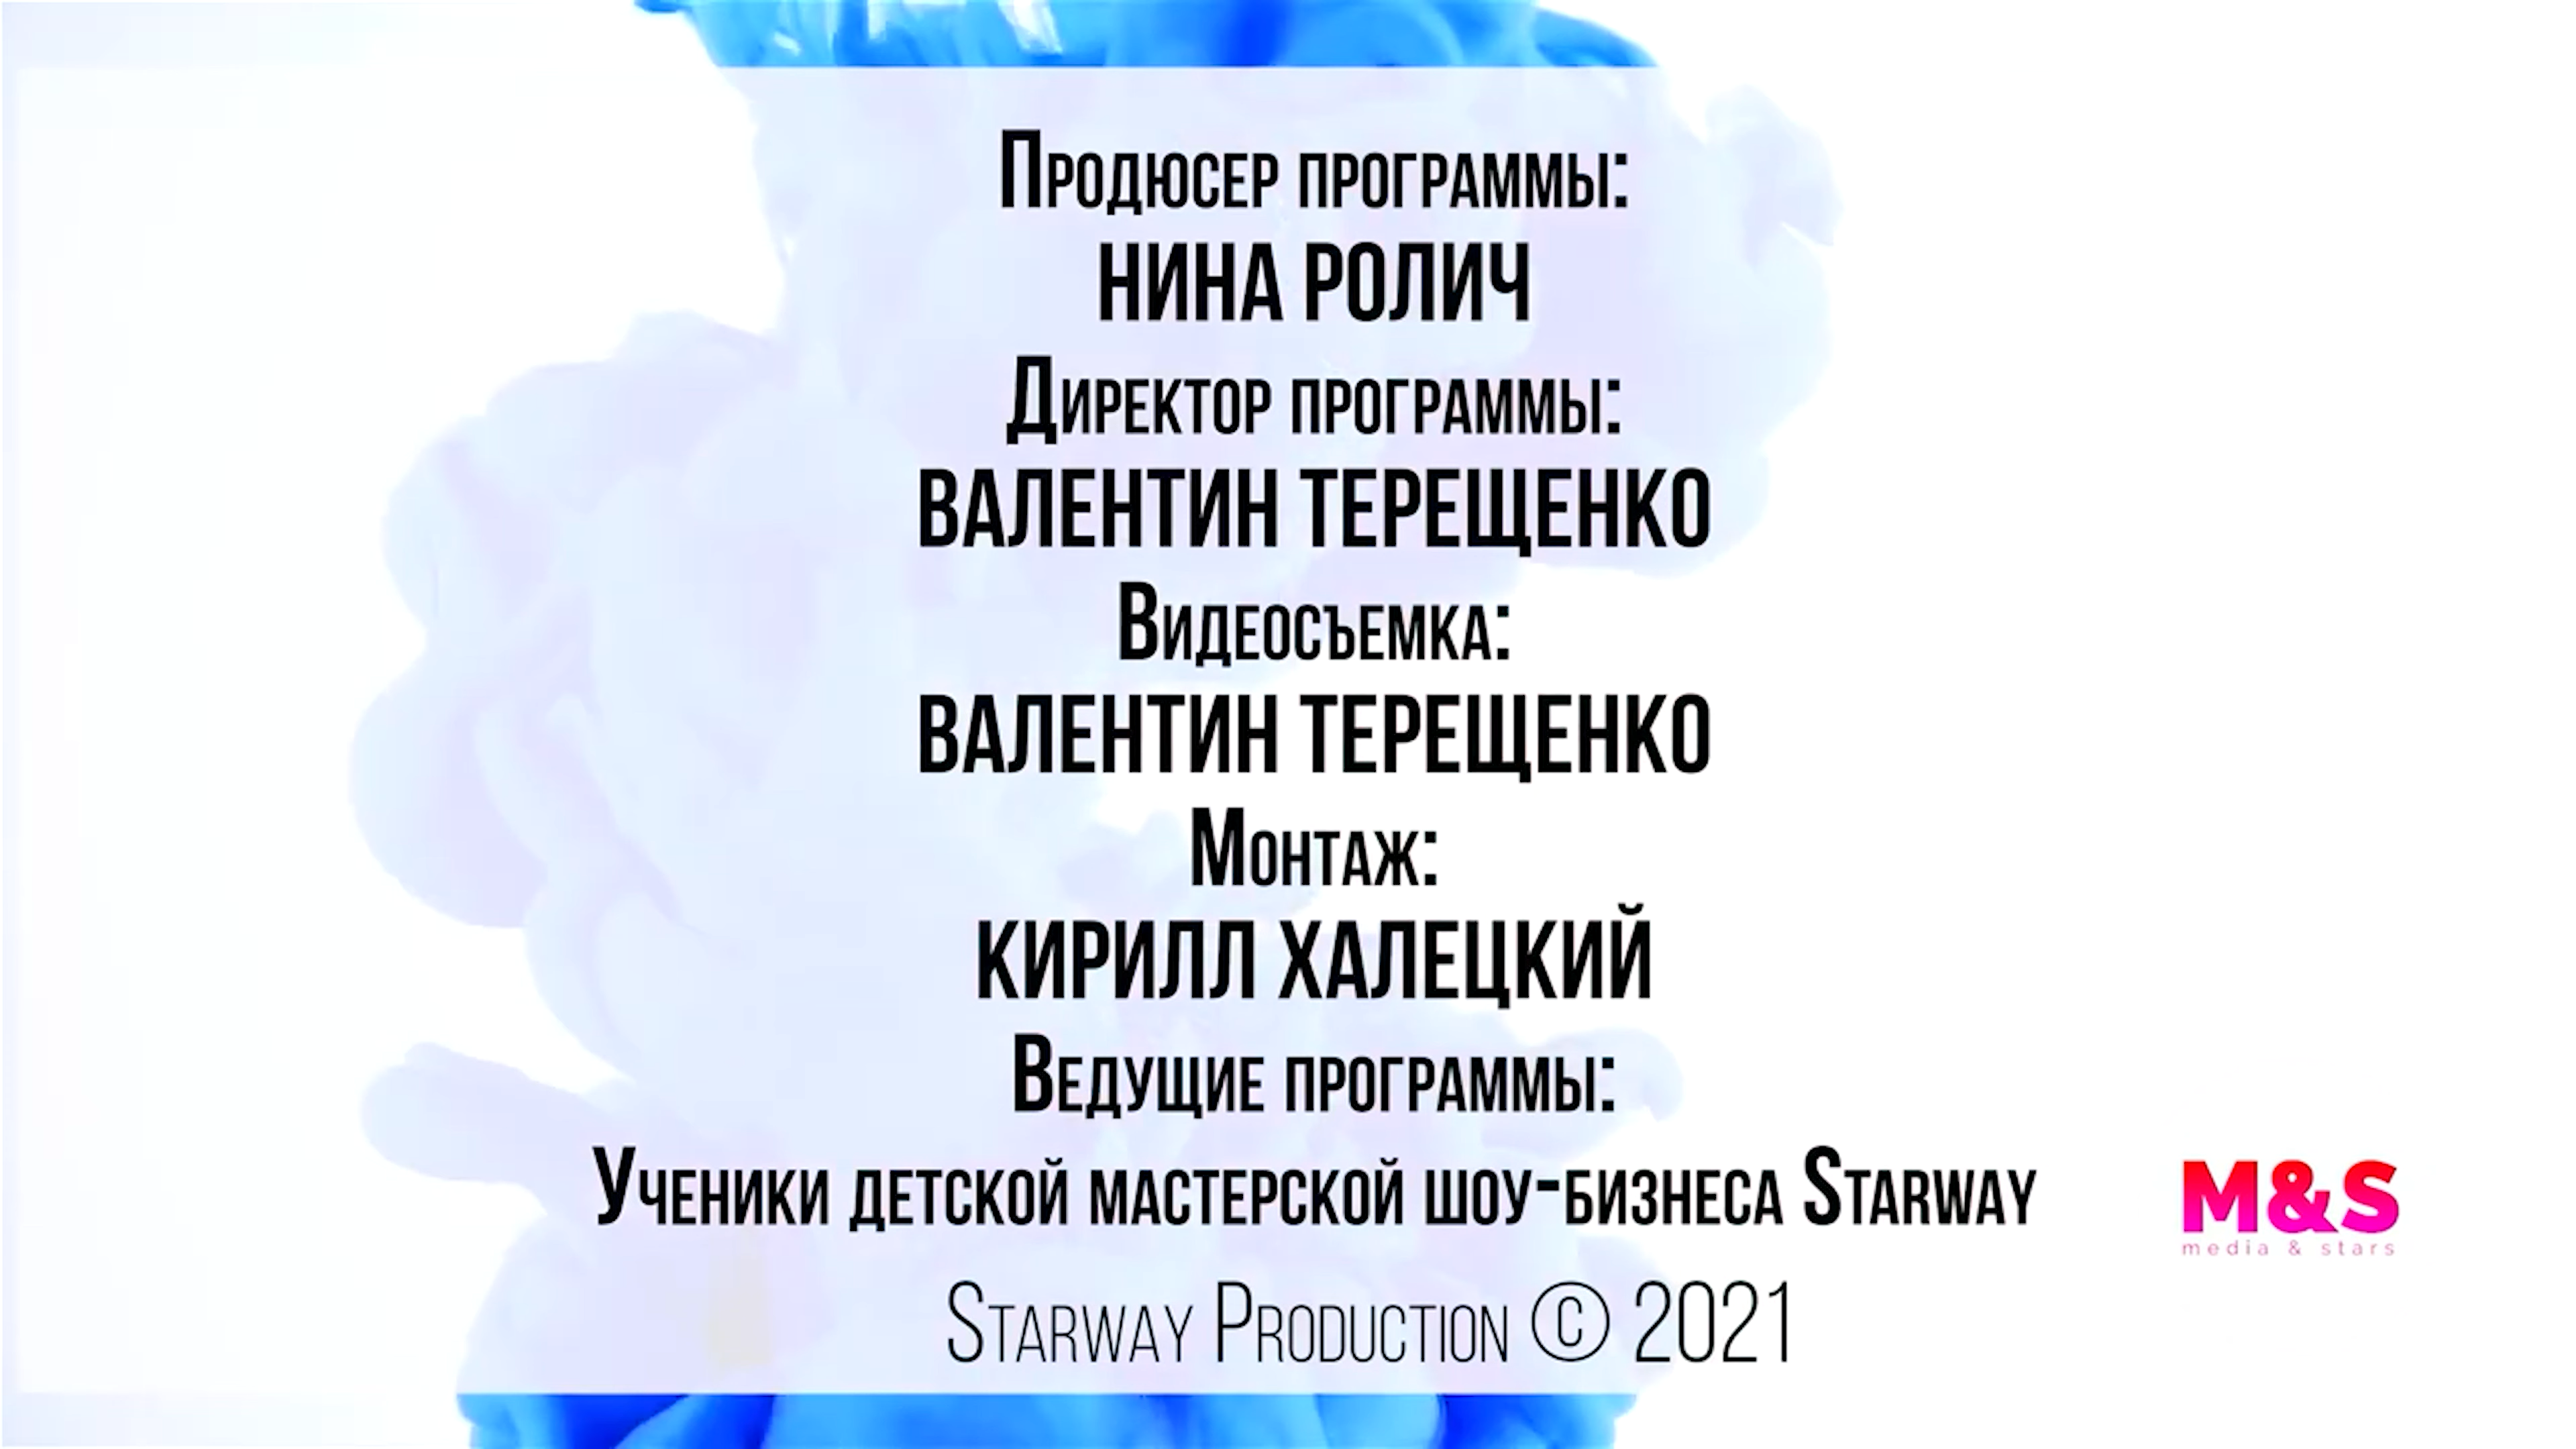 Продюсер программы:
НИНА РОЛИЧ
Директор программы:
ВАЛЕНТИН ТЕРЕЩЕНКО
Видеосъемка:
ВАЛЕНТИН ТЕРЕЩЕНКО
Монтаж:
КИРИЛЛ ХАЛЕЦКИЙ
Ведущие программы:
Ученики детской мастерской шоу-бизнеса Starway
Starway Production © 2021
M&S
media & stars